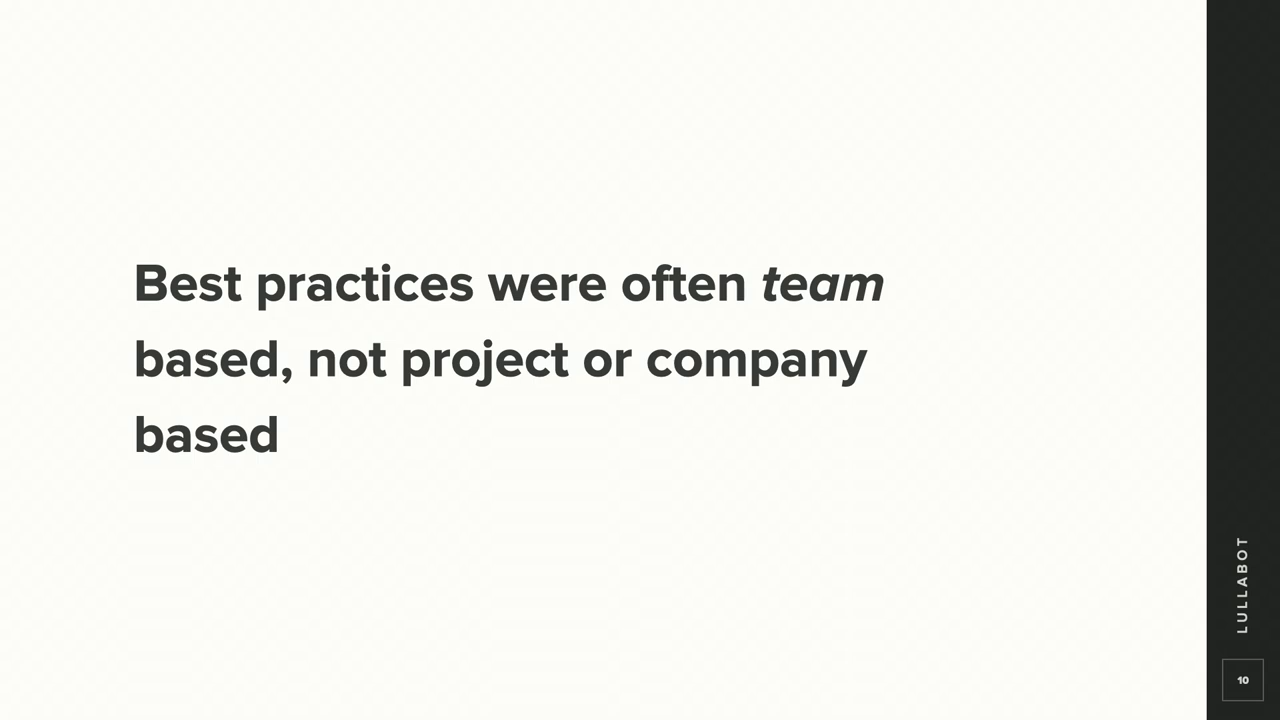 Best practices were often team
based, not project or company
based
LULLABOT
10